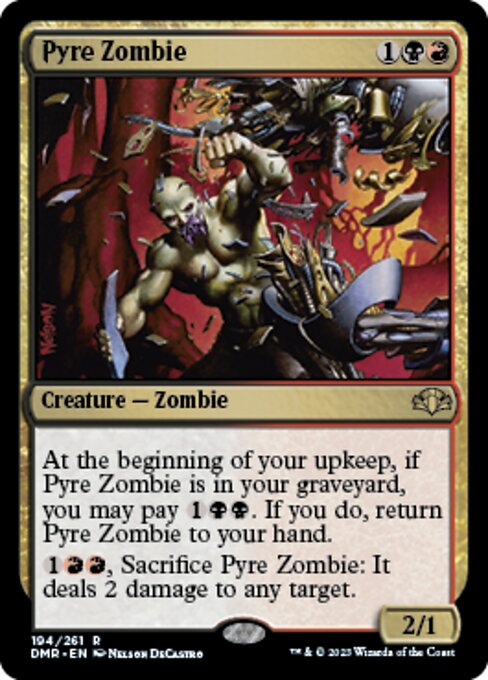 Pyre Zombie 1
NELSON
Creature — Zombie
At the beginning of your upkeep, if
Pyre Zombie is in your graveyard,
you may pay 1. If you do, return
Pyre Zombie to your hand.
1, Sacrifice Pyre Zombie: It
deals 2 damage to any target.
2/1
194/261 R
DMR • EN Nelson DeCastro
™ & © 2023 Wizards of the Coast